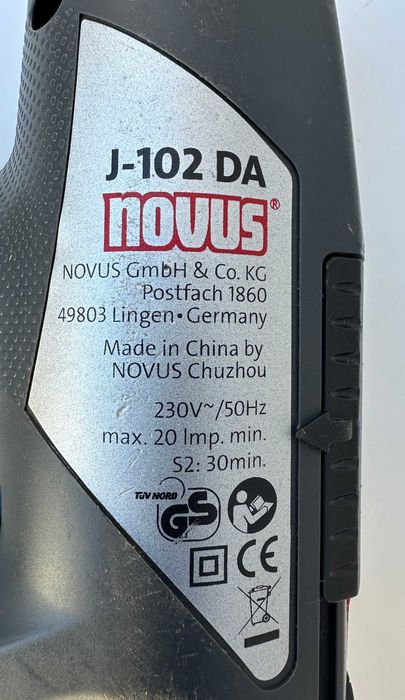 J-102 DA
novus®
NOVUS GmbH & Co. KG
Postfach 1860
49803 Lingen•Germany
Made in China by
NOVUS Chuzhou
230V~/50Hz
max. 20 Imp. min.
S2: 30min.
TÜV NORD
GS
CE